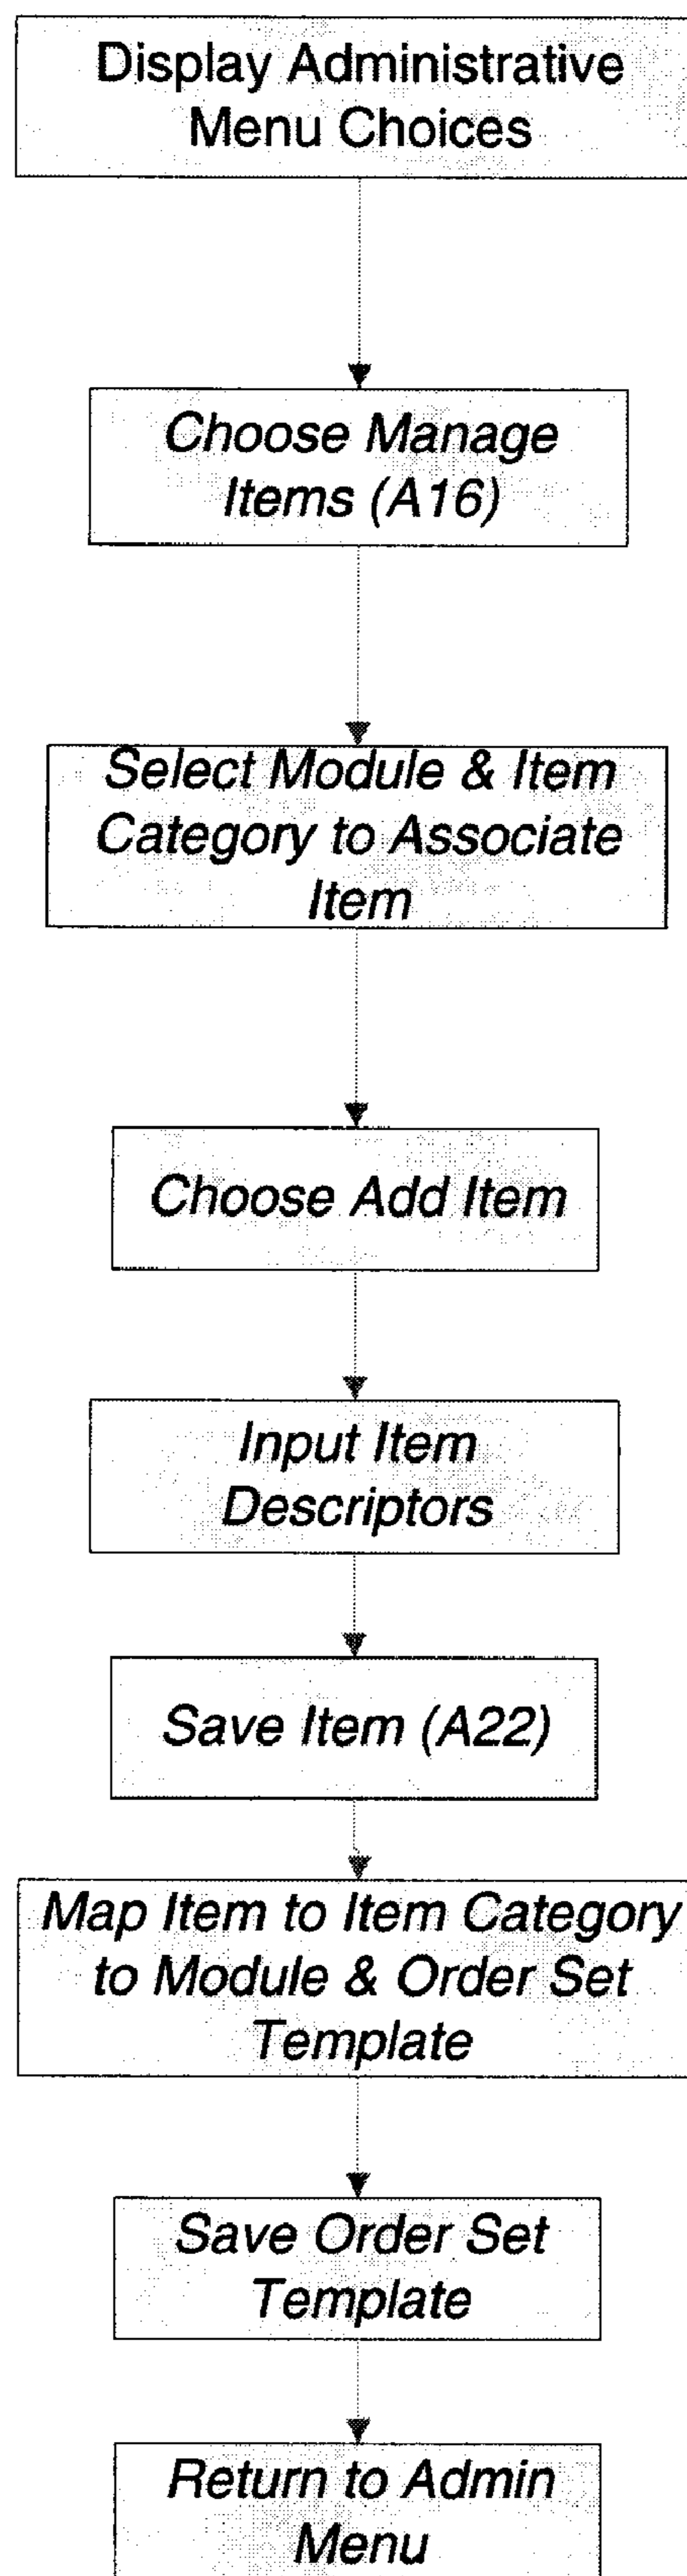 Display Administrative
Menu Choices
Choose Manage
Items (A16)
Select Module & Item
Category to Associate
Item
Choose Add Item
Input Item
Descriptors
Save Item (A22)
Map Item to Item Category
to Module & Order Set
Template
Save Order Set
Template
Return to Admin
Menu